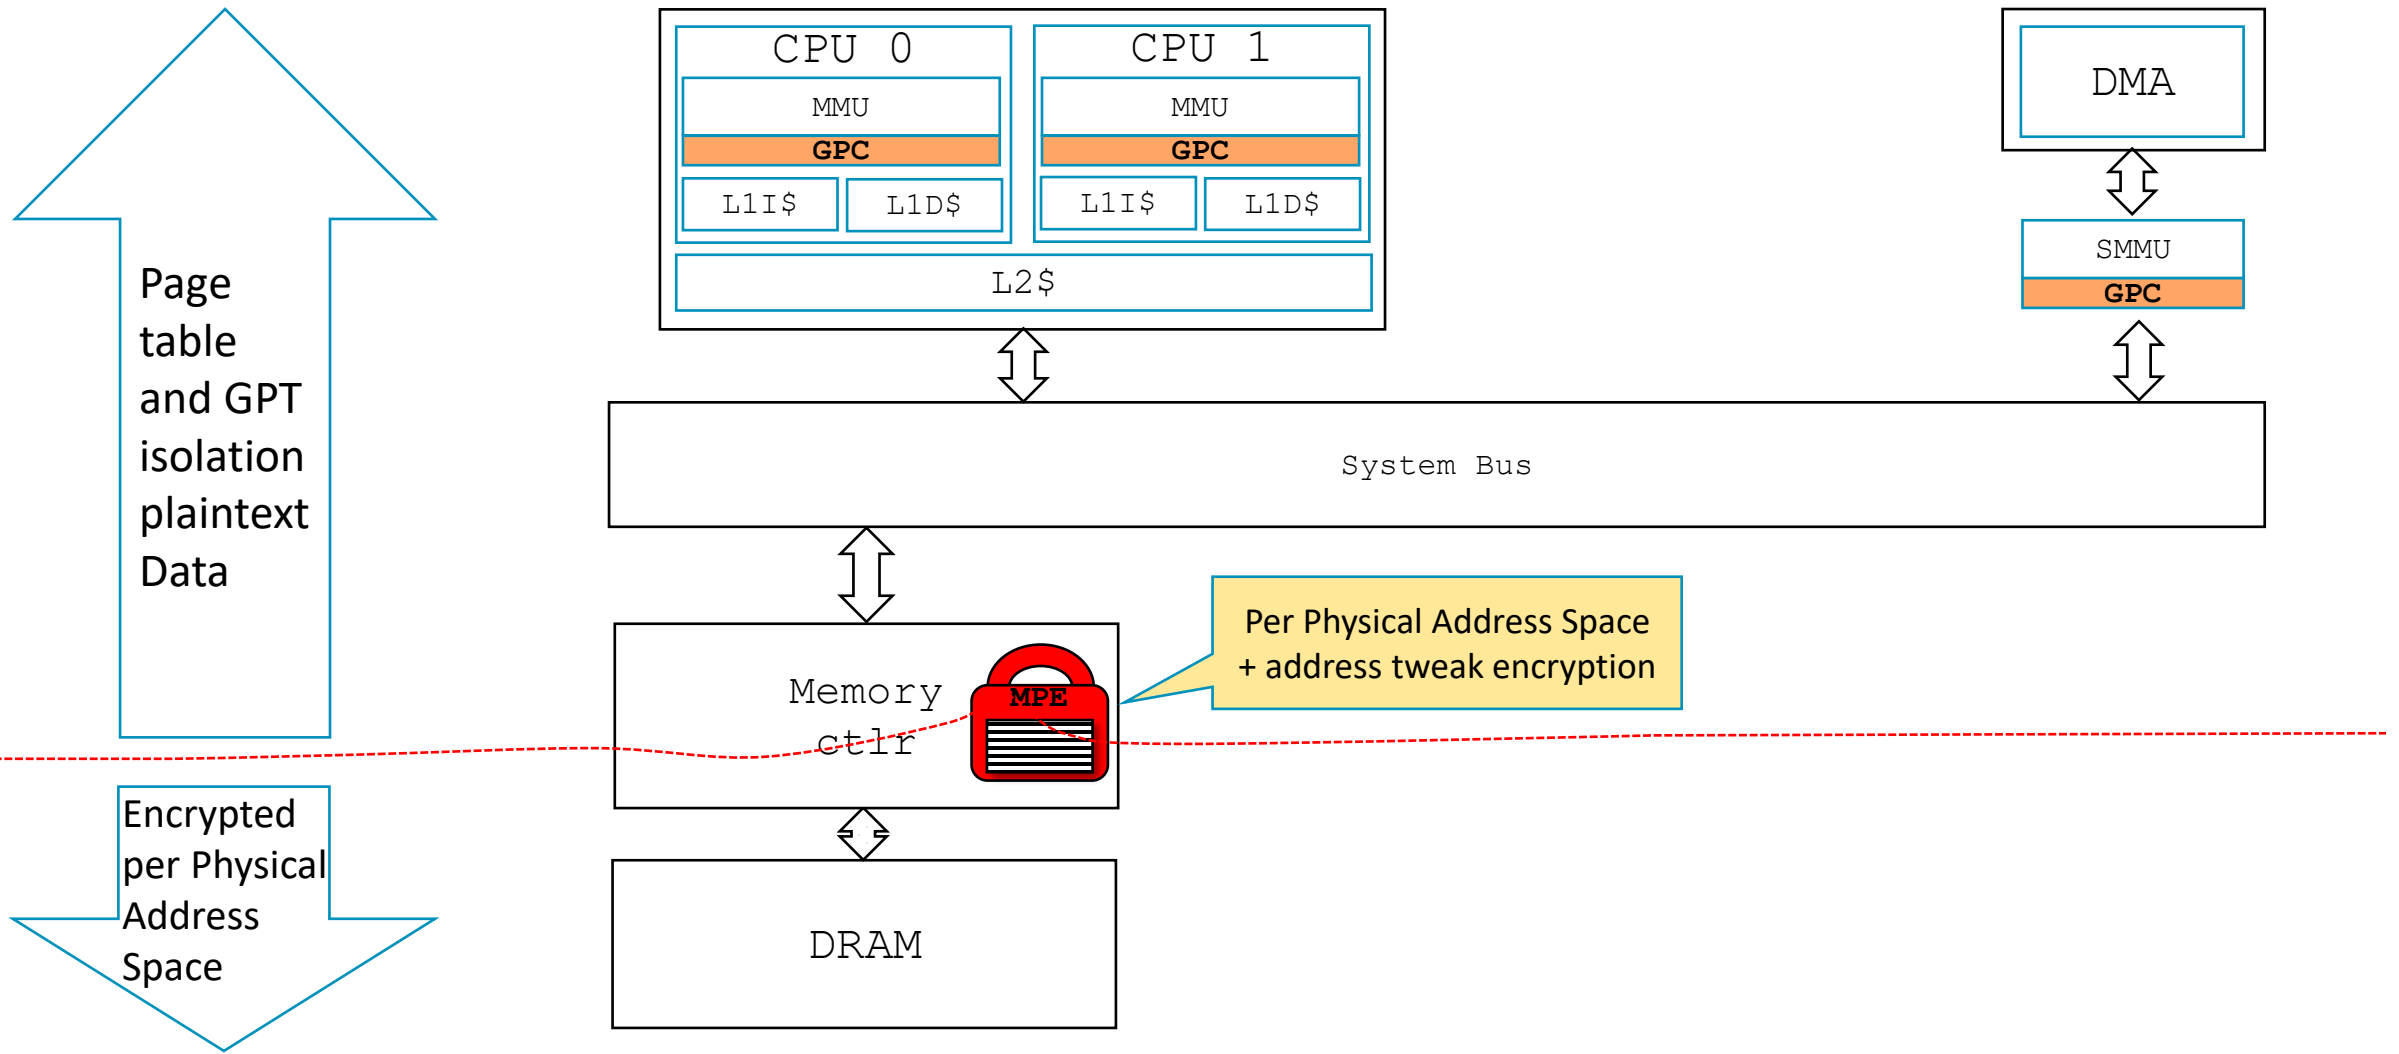 Page
table
and GPT
isolation
plaintext
Data
CPU 0
MMU
GPC
L1I$
L1D$
CPU 1
MMU
GPC
L1I$
L1D$
L2$
DMA
SMMU
GPC
System Bus
Memory
ctlr
MPE
Per Physical Address Space
+ address tweak encryption
Encrypted
per Physical
Address
Space
DRAM